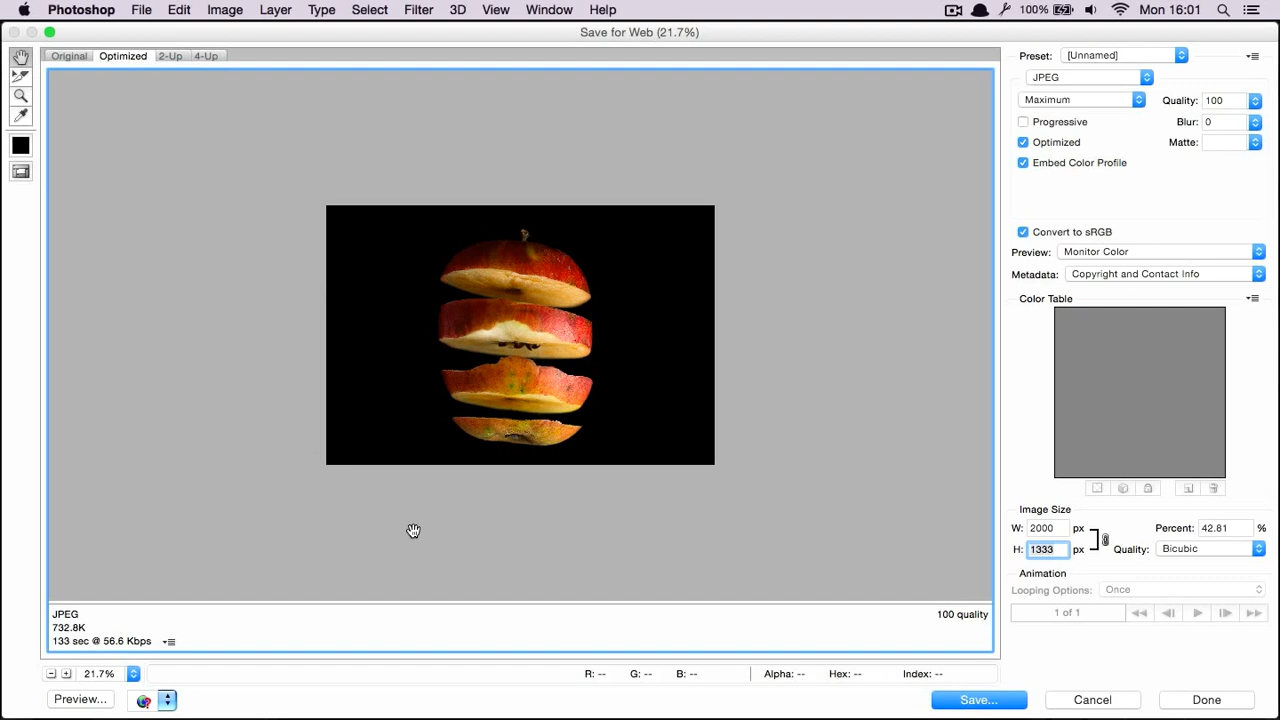 Photoshop File Edit Image Layer Type Select Filter 3D View Window Help 100% Mon 16:01
Save for Web (21.7%)
Original Optimized 2-Up 4-Up
Preset: [Unnamed]
JPEG
Maximum Quality: 100
Progressive Blur: 0
Optimized Matte:
Embed Color Profile
Convert to sRGB
Preview: Monitor Color
Metadata: Copyright and Contact Info
Color Table
Image Size
W: 2000 px Percent: 42.81 %
H: 1333 px Quality: Bicubic
Animation
Looping Options: Once
1 of 1
JPEG 100 quality
732.8K
133 sec @ 56.6 Kbps
21.7% R: -- G: -- B: -- Alpha: -- Hex: -- Index: --
Preview... Save... Cancel Done